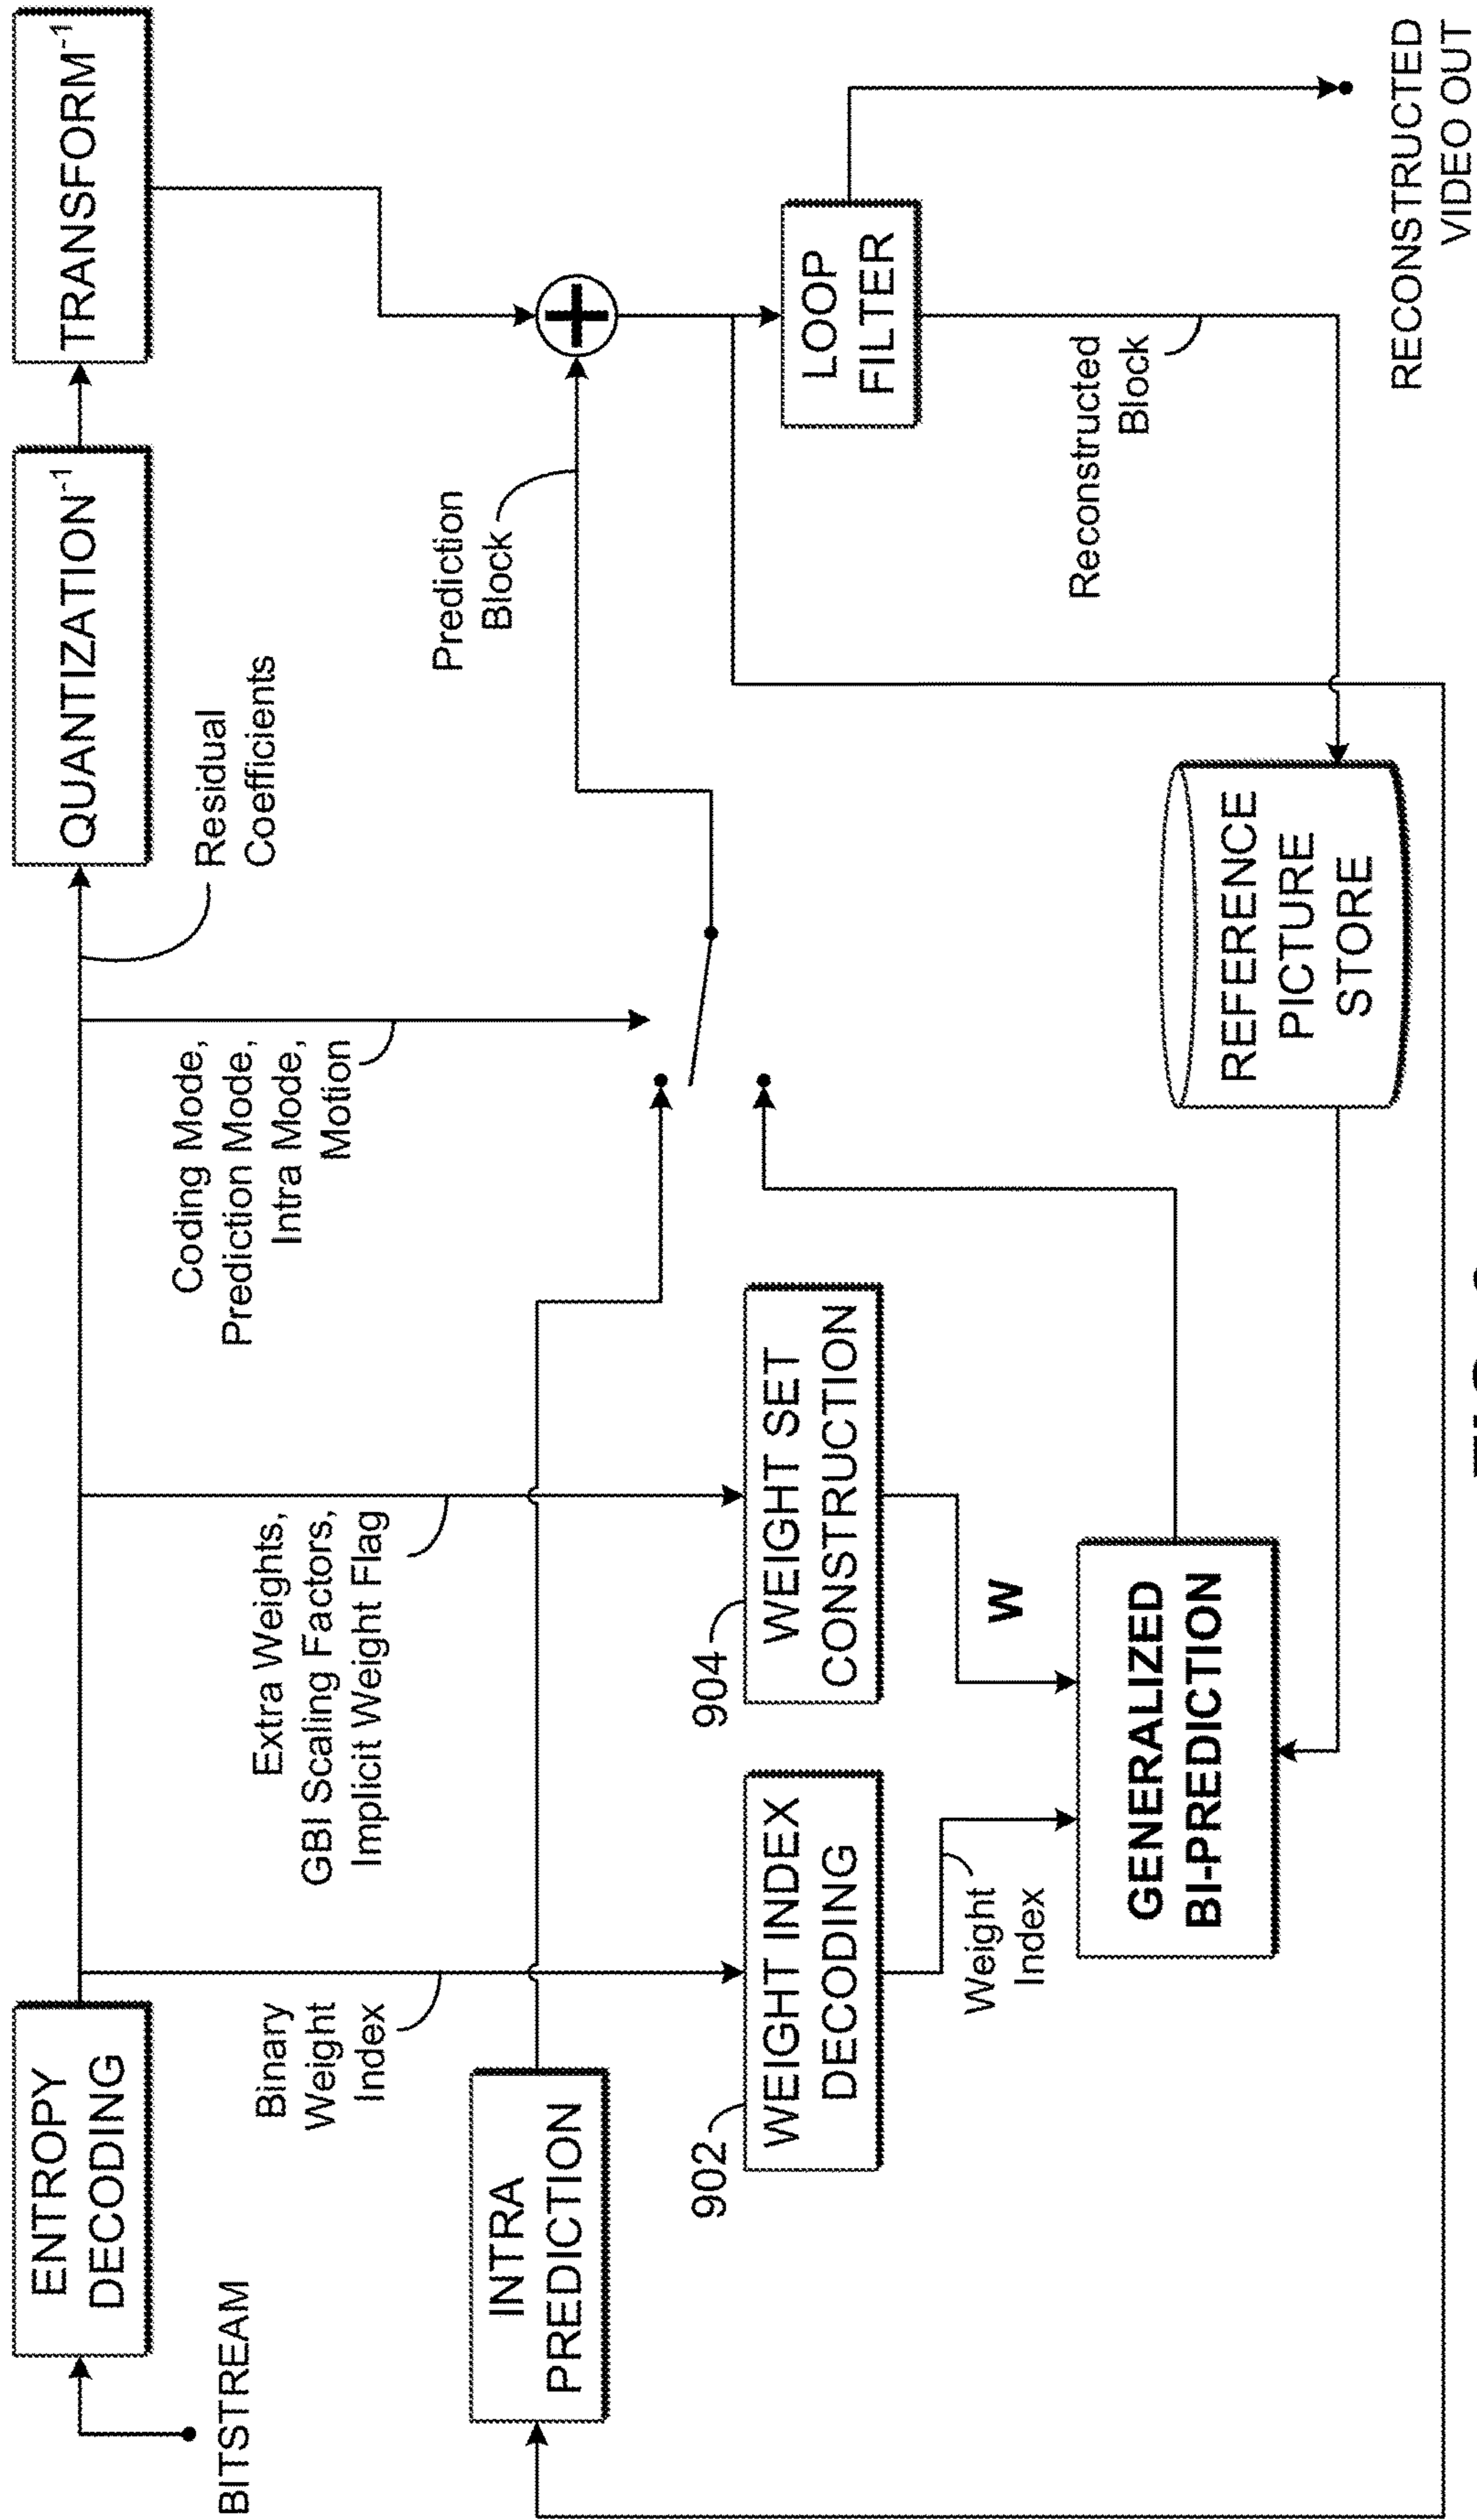 ENTROPY
DECODING
BITSTREAM
QUANTIZATION⁻¹
TRANSFORM⁻¹
Residual
Coefficients
Binary
Weight
Index
Extra Weights,
GBI Scaling Factors,
Implicit Weight Flag
Coding Mode,
Prediction Mode,
Intra Mode,
Motion
Prediction
Block
INTRA
PREDICTION
902
WEIGHT INDEX
DECODING
904
WEIGHT SET
CONSTRUCTION
LOOP
FILTER
Weight
Index
W
GENERALIZED
BI-PREDICTION
Reconstructed
Block
REFERENCE
PICTURE
STORE
RECONSTRUCTED
VIDEO OUT